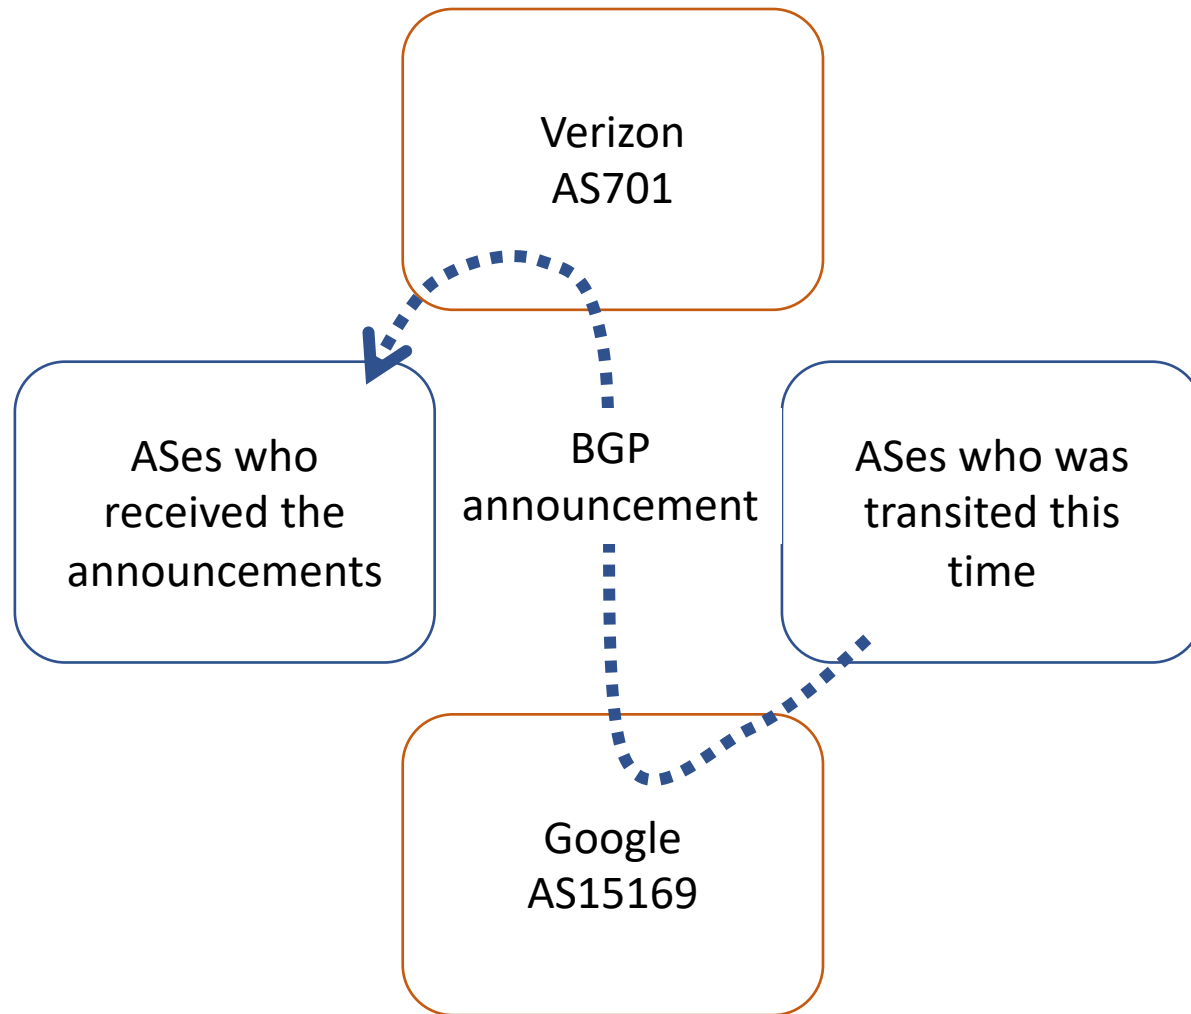 Verizon
AS701
ASes who
received the
announcements
BGP
announcement
ASes who was
transited this
time
Google
AS15169